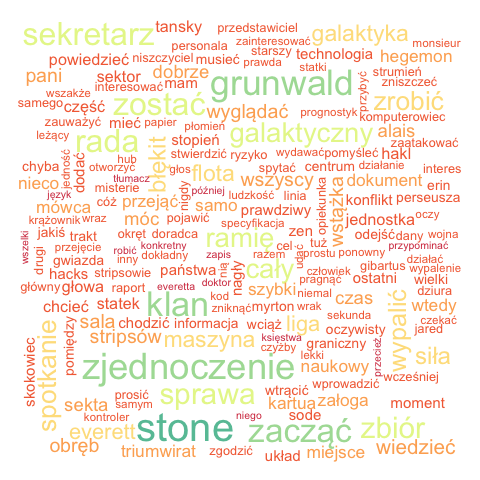 tansky przedstawiciel
sekretarz personala zainteresować monsieur
galaktyka
powiedzieć niszczyciel musieć starszy technologia hegemon
wszakże sektor dobrze prawda statki
pani interesować mam grunwald przybyć strumień zniszczeć
samego część zostać wyglądać prognostyk zrobić
zauważyć mieć papier komputerowiec
leżący rada płomień galaktyczny alais zaatakować
stopień
chyba jedność hub stwierdzić ryzyko wydawać pomyśleć hakl
otworzyć błękit głos spytać centrum działanie interes
nieco dodać tłumacz flota wszyscy dokument erin
język misterie nigdy później ludzkość linia opiekunka wstążka perseusza
mówca cóż przejąć samo prawdziwy konflikt oczy
krążownik wraz móc pojawić specyfikacja jednostka
jakiś trakt okręt doradca ramię zen tuż odejść dany wojna
wszelki drugi przejęcie robić konkretny zapis razem cel prostu ponowny przypominać
gwiazda inny dokładny nią cały udać człowiek gibartus działać
hacks stripsowie państwa nagły doktor pragnąć ostatni wypalenie
główny głowa raport everetta szybki niemal czas wielki
chcieć statek klan kod myrton wrak wtedy dziura
zniknąć sekunda czekać
sala chodzić informacja wciąż liga oczywisty jared
skokowiec spotkanie pomiędzy stripsów maszyna księstwa graniczny przecież wypalić siła
czyżby lekki naukowy
zjednoczenie wprowadzić wcześniej
prosić sprawa wtrącić
sekta samym kartuą załoga moment
kontroler stone sode zbiór
everett zacząć
obręb triumwirat niego wiedzieć
zgodzić układ miejsce